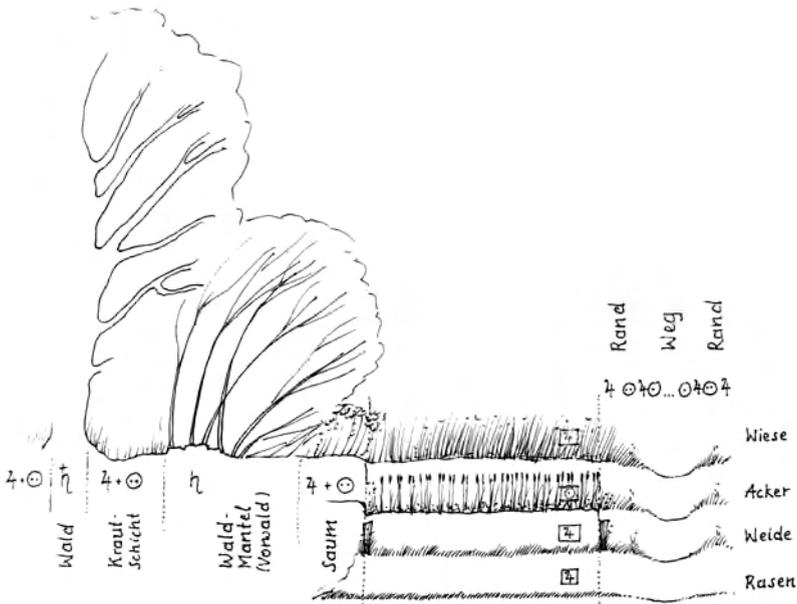 Rand
Weg
Rand
♃ ⊙♃⊙...⊙♃⊙♃
Wiese
♃
♃+⊙
ђ
♃+⊙
ђ
♃+⊙
⊙
Acker
♃
Weide
Wald
Kraut-
Schicht
Wald-
Mantel
(Vorwald)
Saum
♃
Rasen